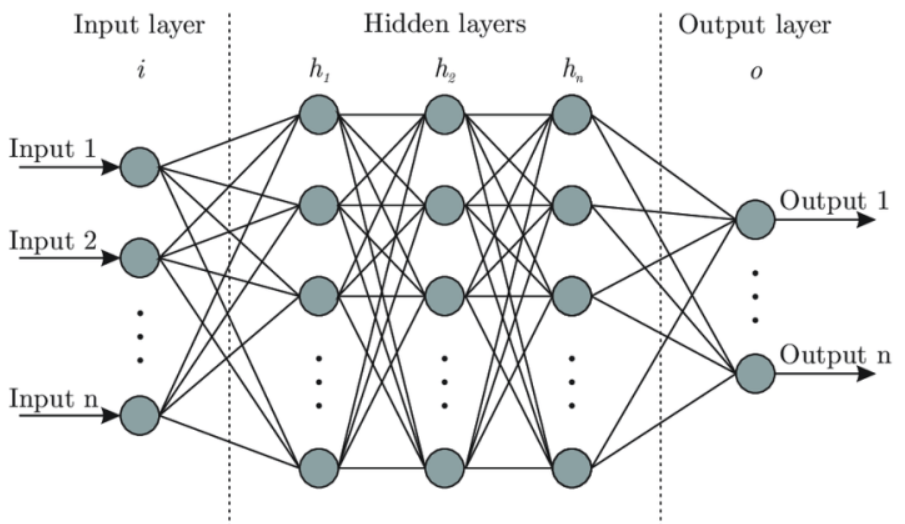 Input layer
Hidden layers
Output layer
i
h₁
h₂
hₙ
o
Input 1
Input 2
Input n
Output 1
Output n